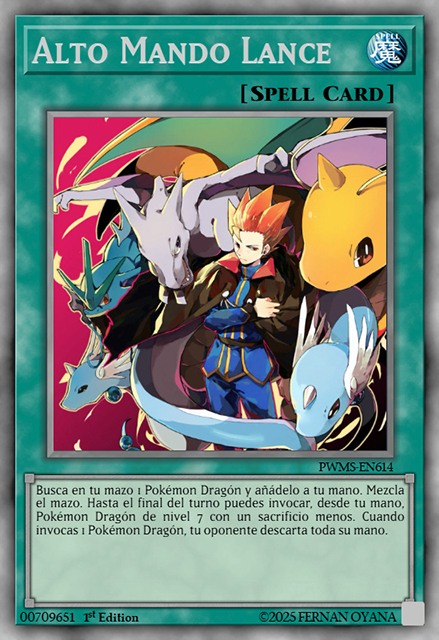 ALTO MANDO LANCE
SPELL
魔
[SPELL CARD]
PWMS-EN614
Busca en tu mazo 1 Pokémon Dragón y añádelo a tu mano. Mezcla
el mazo. Hasta el final del turno puedes invocar, desde tu mano,
Pokémon Dragón de nivel 7 con un sacrificio menos. Cuando
invocas 1 Pokémon Dragón, tu oponente descarta toda su mano.
00709651 1st Edition ©2025 FERNAN OYANA